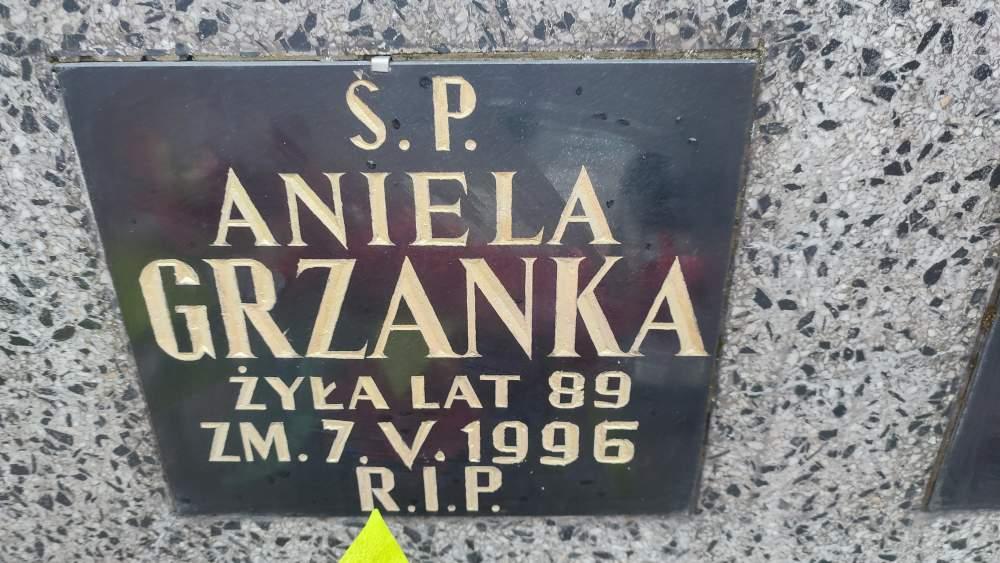 Ś.P.
ANIELA
GRZANKA
ŻYŁA LAT 89
ZM. 7. V. 1996
R.I.P.